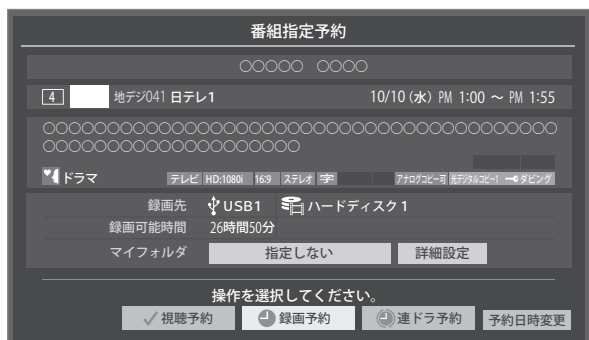 番組指定予約
○○○○○ ○○○○
4 地デジ041 日テレ1 10/10 (水) PM 1:00 ～ PM 1:55
○○○○○○○○○○○○○○○○○○○○○○○○○○○○○○○○
○○○○○○○○○○○○○○○○○○○
ドラマ テレビ HD:1080i 16:9 ステレオ 字 アナログコピー可 光デジタルコピー1 ダビング
録画先 USB1 ハードディスク1
録画可能時間 26時間50分
マイフォルダ 指定しない 詳細設定
操作を選択してください。
視聴予約 録画予約 連ドラ予約 予約日時変更